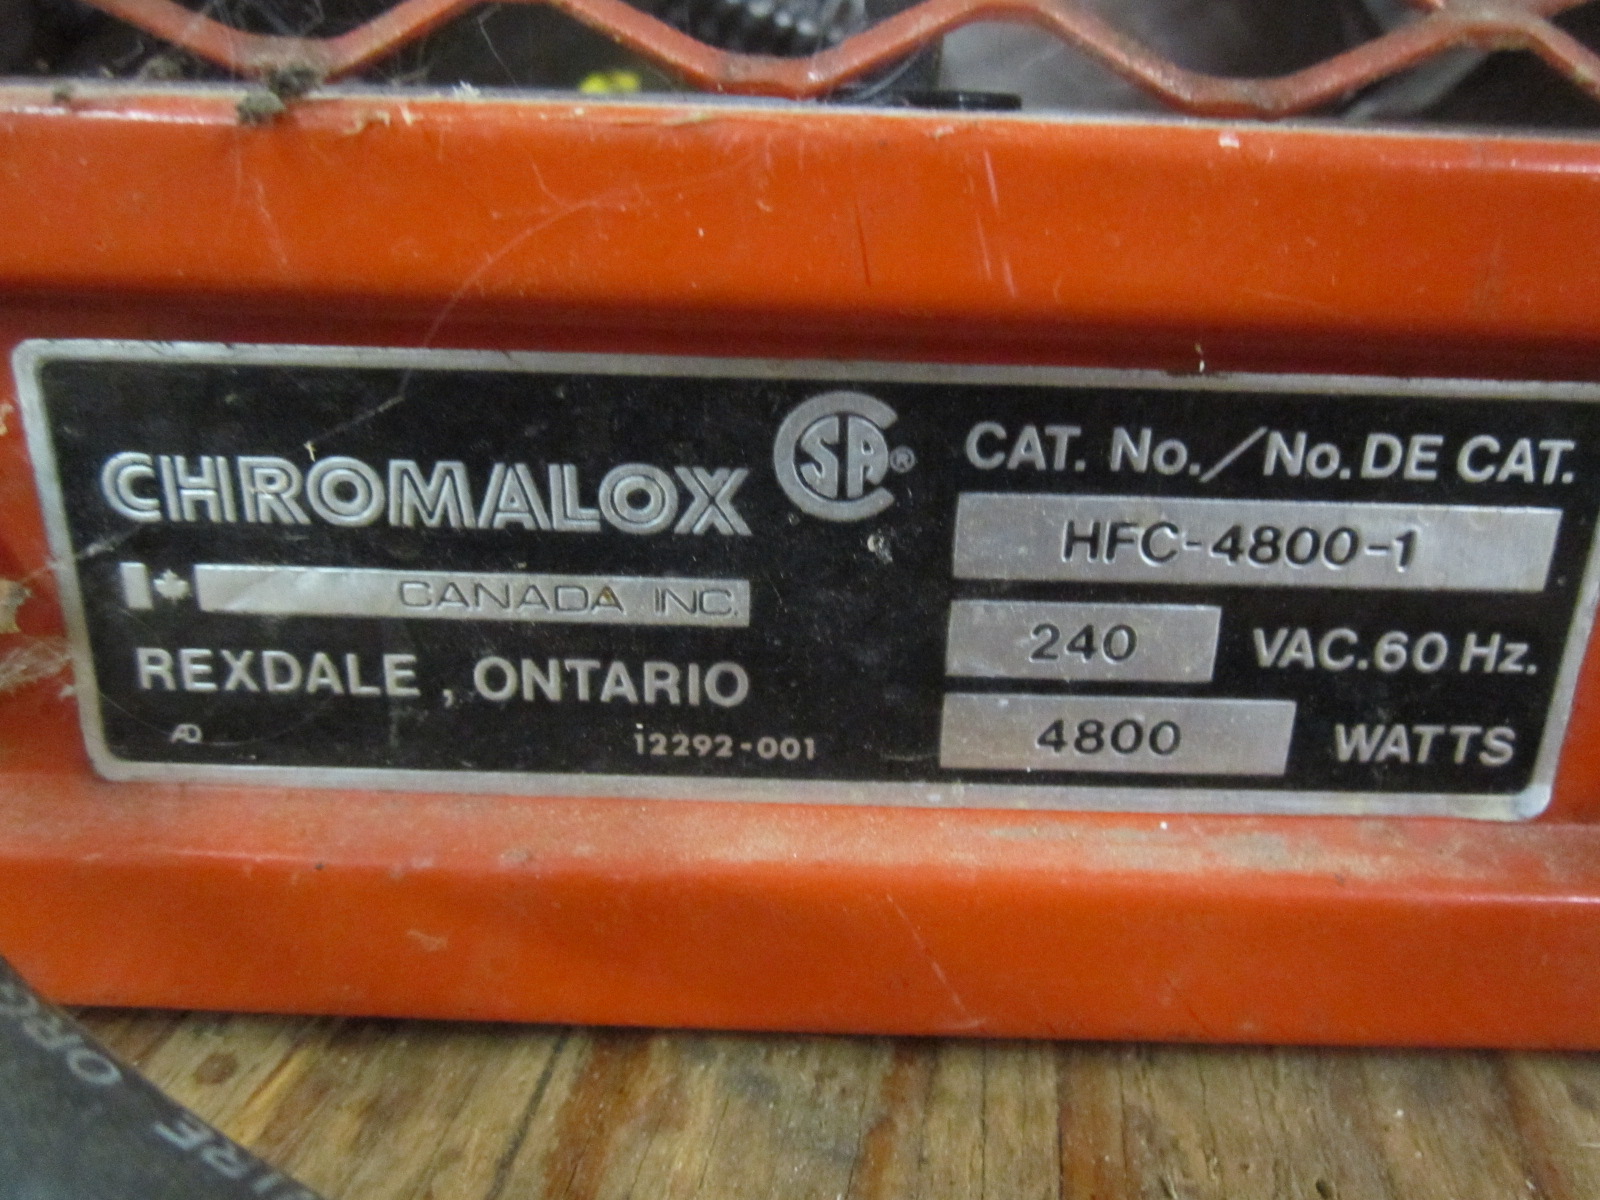 CHROMALOX
CANADA INC.
REXDALE, ONTARIO
12292-001
CSA®
CAT. No./No. DE CAT.
HFC-4800-1
240 VAC. 60 Hz.
4800 WATTS